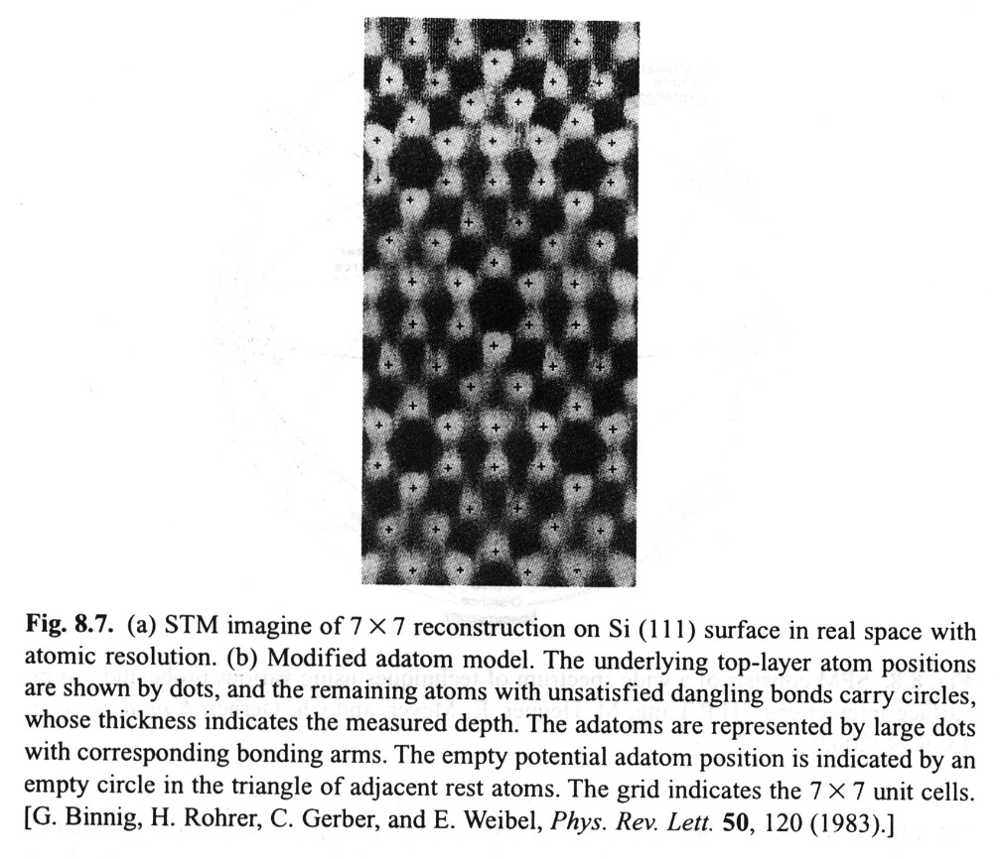 Fig. 8.7. (a) STM imagine of 7 × 7 reconstruction on Si (111) surface in real space with
atomic resolution. (b) Modified adatom model. The underlying top-layer atom positions
are shown by dots, and the remaining atoms with unsatisfied dangling bonds carry circles,
whose thickness indicates the measured depth. The adatoms are represented by large dots
with corresponding bonding arms. The empty potential adatom position is indicated by an
empty circle in the triangle of adjacent rest atoms. The grid indicates the 7 × 7 unit cells.
[G. Binnig, H. Rohrer, C. Gerber, and E. Weibel, Phys. Rev. Lett. 50, 120 (1983).]